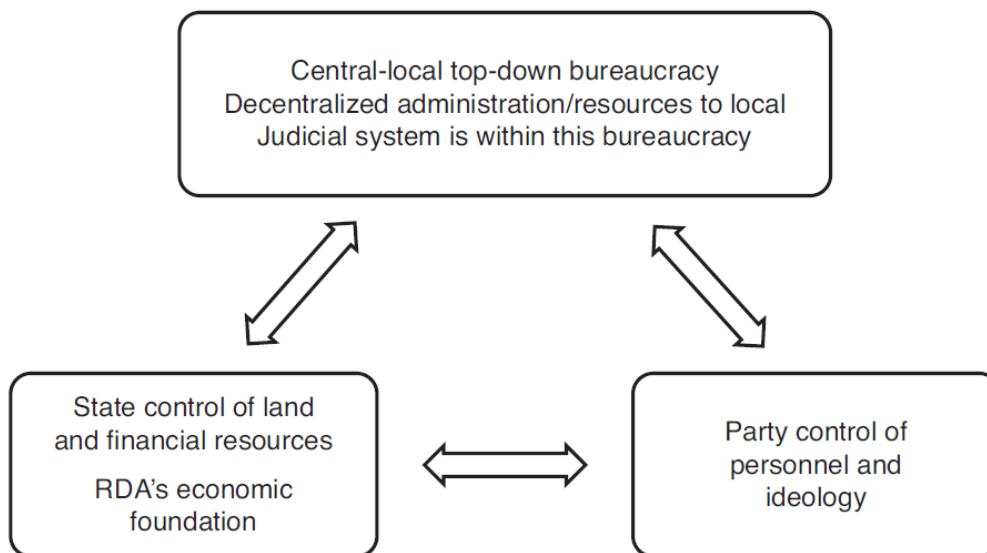 Central-local top-down bureaucracy
Decentralized administration/resources to local
Judicial system is within this bureaucracy
State control of land
and financial resources
RDA's economic
foundation
Party control of
personnel and
ideology